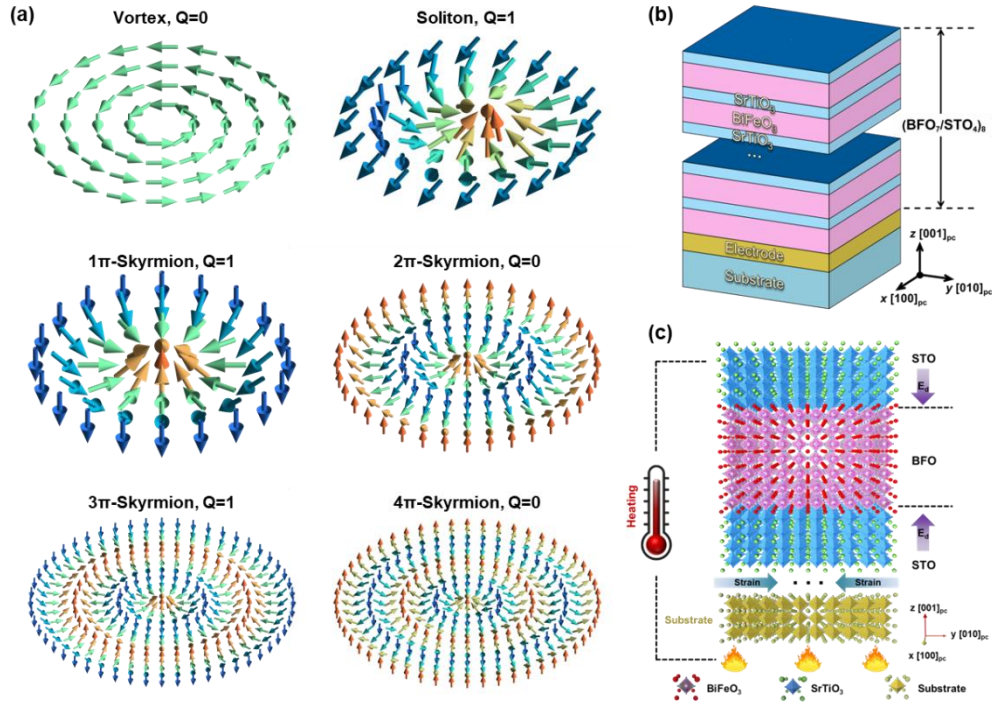 (a)
Vortex, Q=0
Soliton, Q=1
1π-Skyrmion, Q=1
2π-Skyrmion, Q=0
3π-Skyrmion, Q=1
4π-Skyrmion, Q=0
(b)
SrTiO₃
BiFeO₃
SrTiO₃
...
(BFO₇/STO₄)₈
Electrode
Substrate
z [001]pc
y [010]pc
x [100]pc
(c)
STO
Ed
BFO
Heating
Ed
STO
Strain
• • •
Strain
Substrate
z [001]pc
y [010]pc
x [100]pc
BiFeO₃
SrTiO₃
Substrate